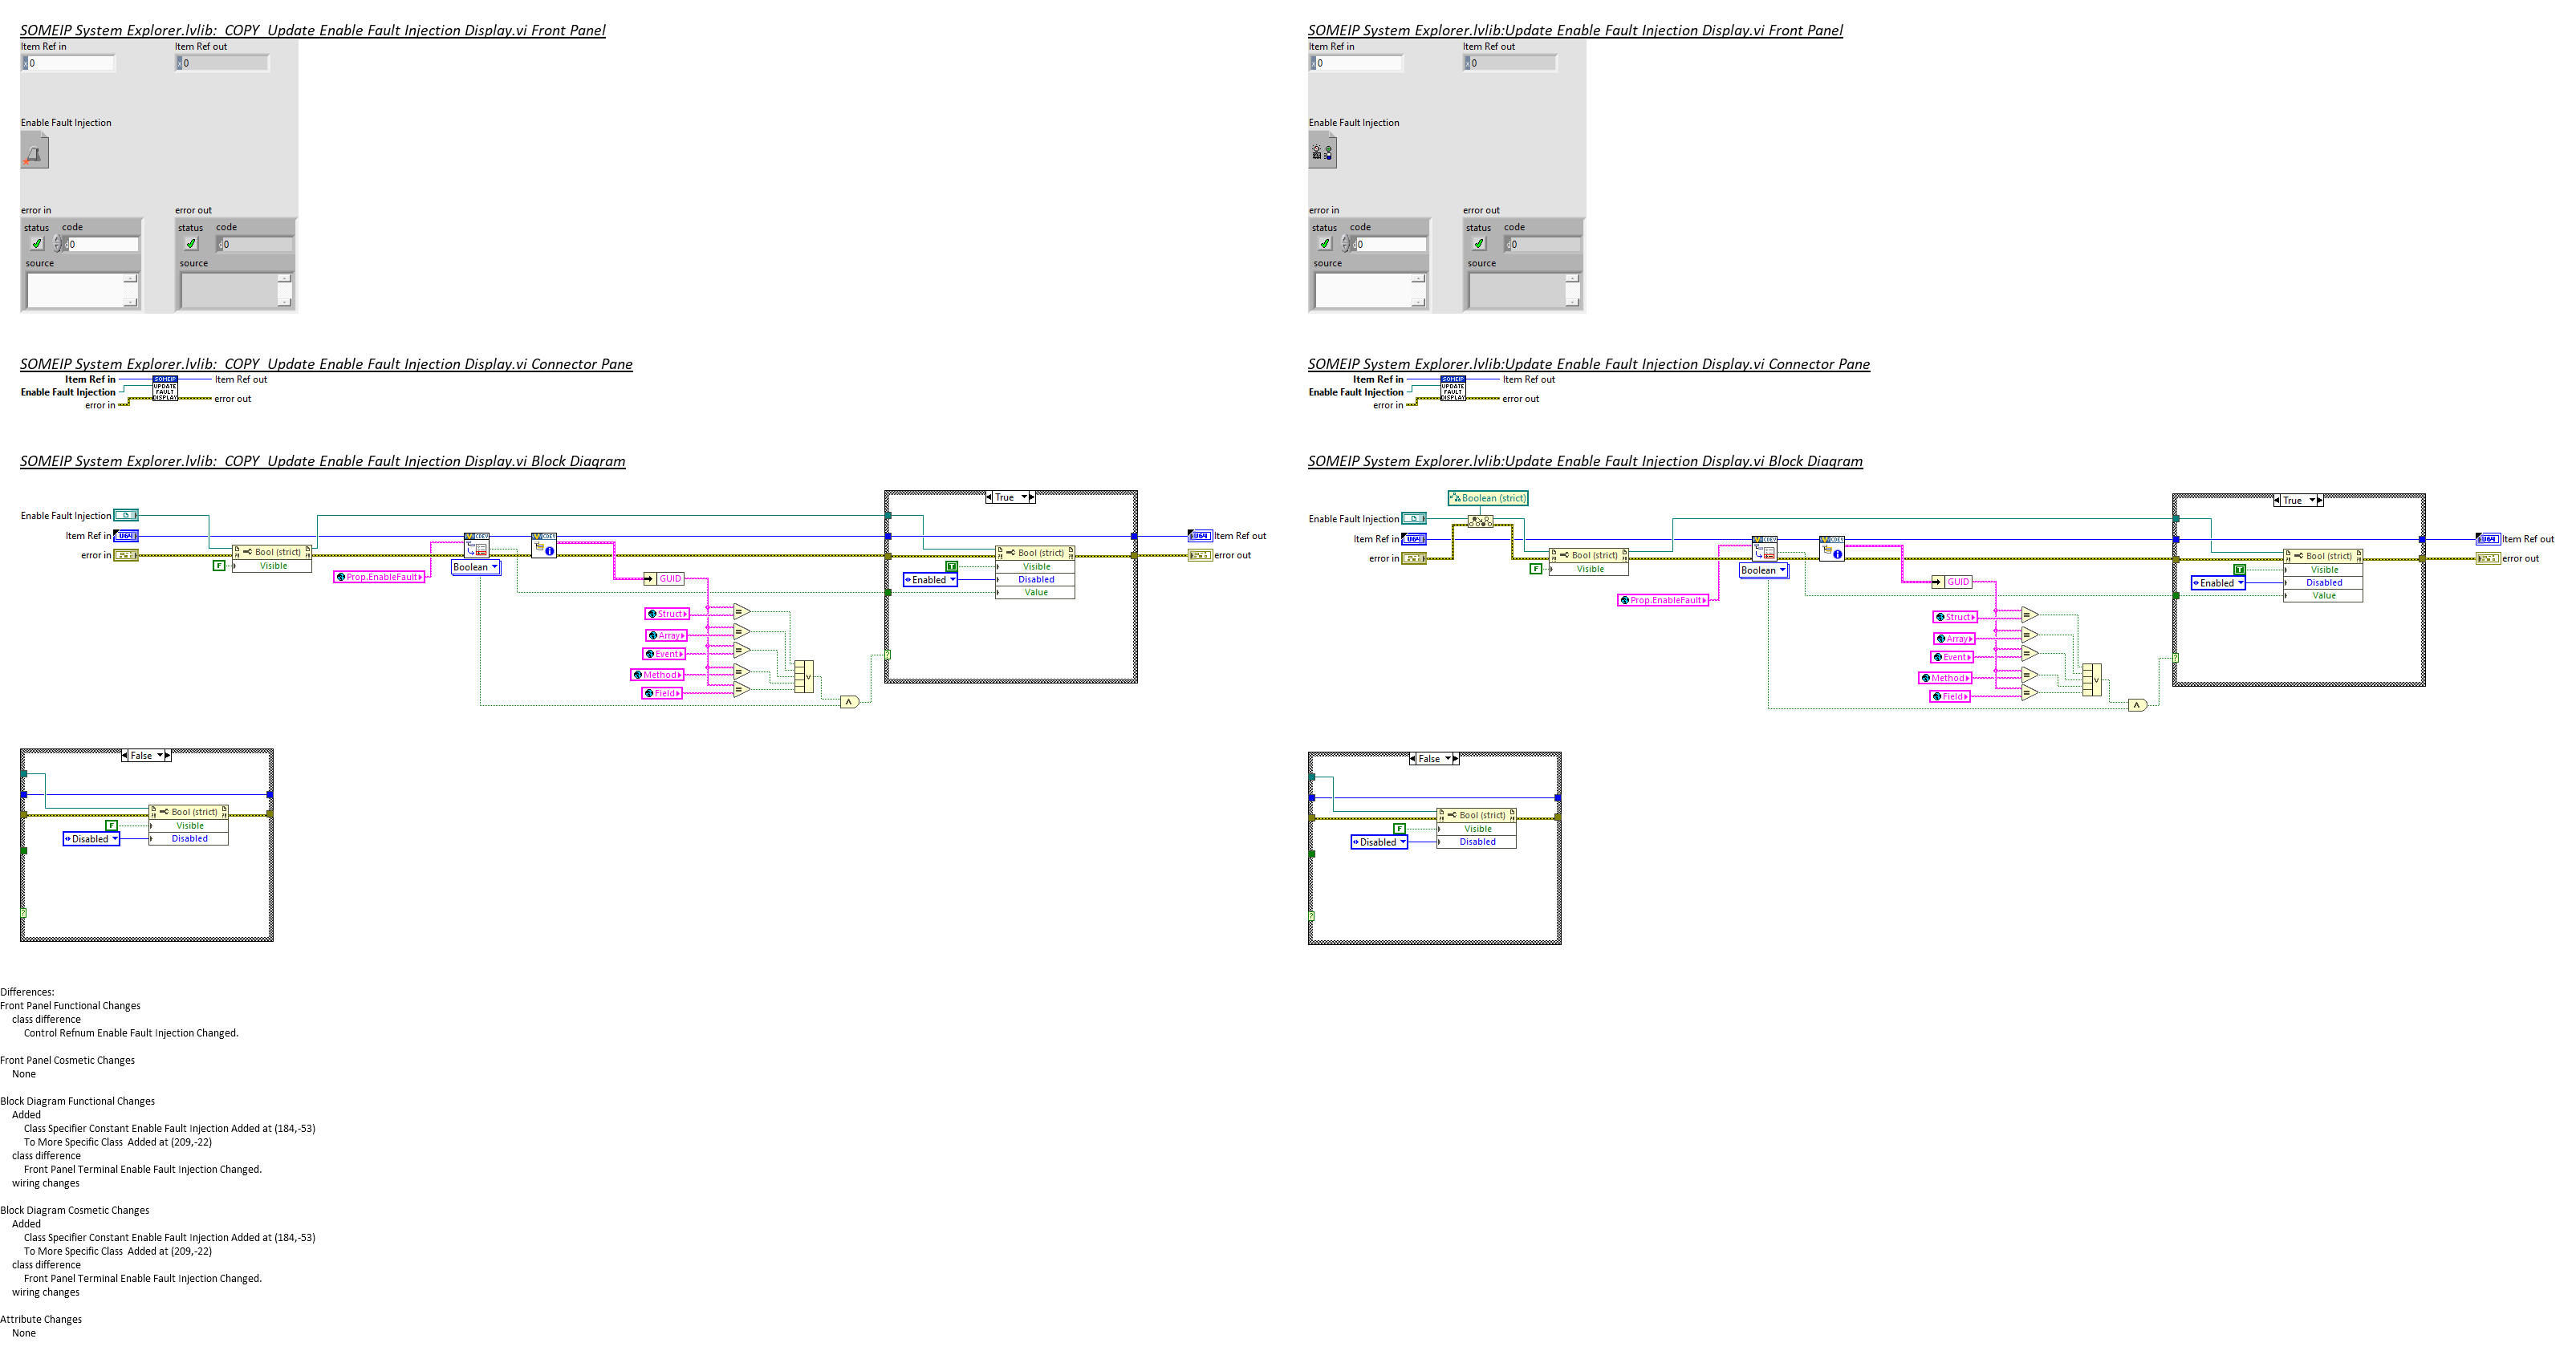 SOMEIP System Explorer.lvlib:  COPY  Update Enable Fault Injection Display.vi Front Panel
Item Ref in
Item Ref out
0
0
Enable Fault Injection
error in
error out
status
code
0
status
code
0
source
source
SOMEIP System Explorer.lvlib:  COPY  Update Enable Fault Injection Display.vi Connector Pane
Item Ref in
Enable Fault Injection
error in
SOMEIP
UPDATE
FAULT
DISPLAY
Item Ref out
error out
SOMEIP System Explorer.lvlib:  COPY  Update Enable Fault Injection Display.vi Block Diagram
Enable Fault Injection
Item Ref in
U64
error in
Bool (strict)
F
Visible
Prop.EnableFault
Boolean
GUID
Struct
Array
Event
Method
Field
True
Bool (strict)
T
Visible
Enabled
Disabled
Value
U64
Item Ref out
error out
False
Bool (strict)
F
Visible
Disabled
Disabled
SOMEIP System Explorer.lvlib:Update Enable Fault Injection Display.vi Front Panel
Item Ref in
Item Ref out
0
0
Enable Fault Injection
error in
error out
status
code
0
status
code
0
source
source
SOMEIP System Explorer.lvlib:Update Enable Fault Injection Display.vi Connector Pane
Item Ref in
Enable Fault Injection
error in
SOMEIP
UPDATE
FAULT
DISPLAY
Item Ref out
error out
SOMEIP System Explorer.lvlib:Update Enable Fault Injection Display.vi Block Diagram
Boolean (strict)
Enable Fault Injection
Item Ref in
U64
error in
Bool (strict)
F
Visible
Prop.EnableFault
Boolean
GUID
Struct
Array
Event
Method
Field
True
Bool (strict)
T
Visible
Enabled
Disabled
Value
U64
Item Ref out
error out
False
Bool (strict)
F
Visible
Disabled
Disabled
Differences:
Front Panel Functional Changes
class difference
Control Refnum Enable Fault Injection Changed.
Front Panel Cosmetic Changes
None
Block Diagram Functional Changes
Added
Class Specifier Constant Enable Fault Injection Added at (184,-53)
To More Specific Class  Added at (209,-22)
class difference
Front Panel Terminal Enable Fault Injection Changed.
wiring changes
Block Diagram Cosmetic Changes
Added
Class Specifier Constant Enable Fault Injection Added at (184,-53)
To More Specific Class  Added at (209,-22)
class difference
Front Panel Terminal Enable Fault Injection Changed.
wiring changes
Attribute Changes
None